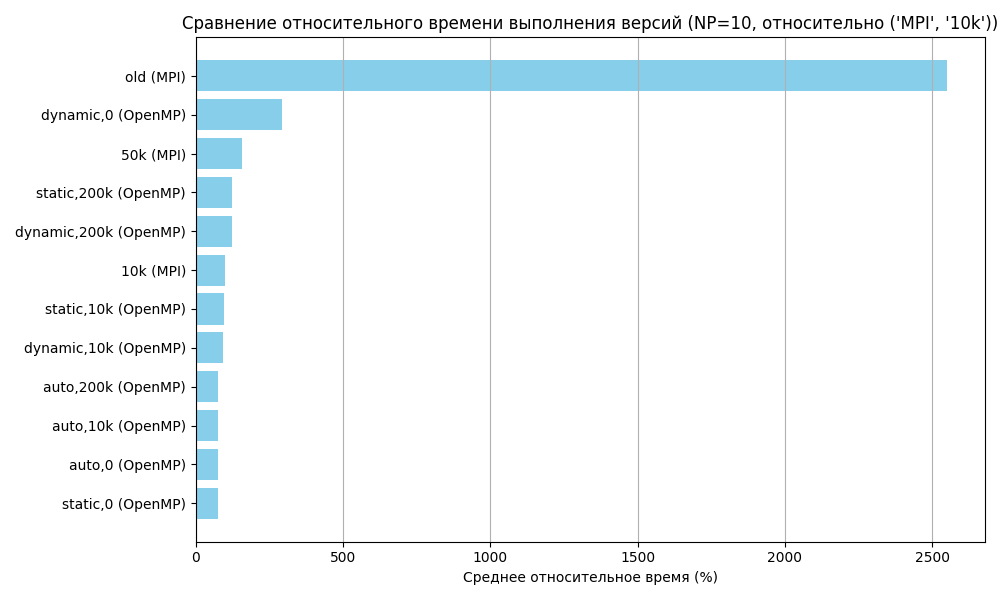 Сравнение относительного времени выполнения версий (NP=10, относительно ('MPI', '10k'))
old (MPI)
dynamic,0 (OpenMP)
50k (MPI)
static,200k (OpenMP)
dynamic,200k (OpenMP)
10k (MPI)
static,10k (OpenMP)
dynamic,10k (OpenMP)
auto,200k (OpenMP)
auto,10k (OpenMP)
auto,0 (OpenMP)
static,0 (OpenMP)
0 500 1000 1500 2000 2500
Среднее относительное время (%)